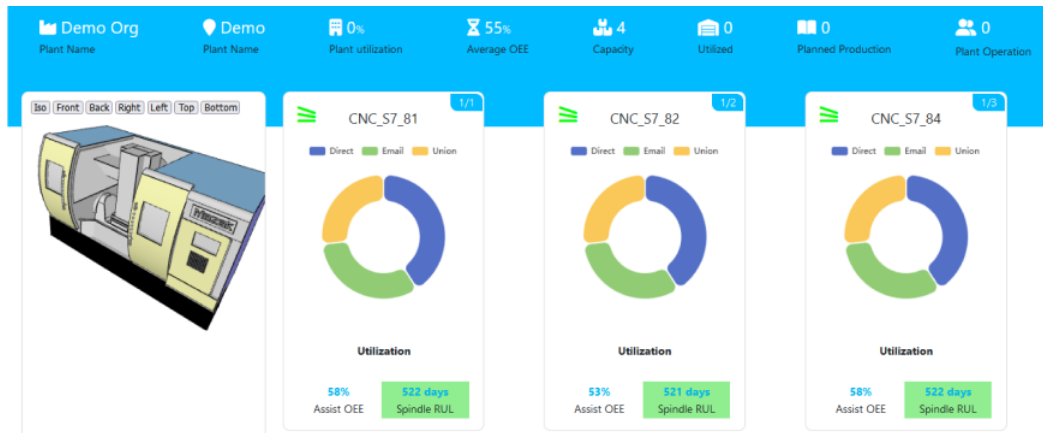 Demo Org
Plant Name
Demo
Plant Name
0%
Plant utilization
55%
Average OEE
4
Capacity
0
Utilized
0
Planned Production
0
Plant Operation
Iso Front Back Right Left Top Bottom
Mazak
1/1
CNC_S7_81
Direct Email Union
Utilization
58%
Assist OEE
522 days
Spindle RUL
1/2
CNC_S7_82
Direct Email Union
Utilization
53%
Assist OEE
521 days
Spindle RUL
1/3
CNC_S7_84
Direct Email Union
Utilization
58%
Assist OEE
522 days
Spindle RUL